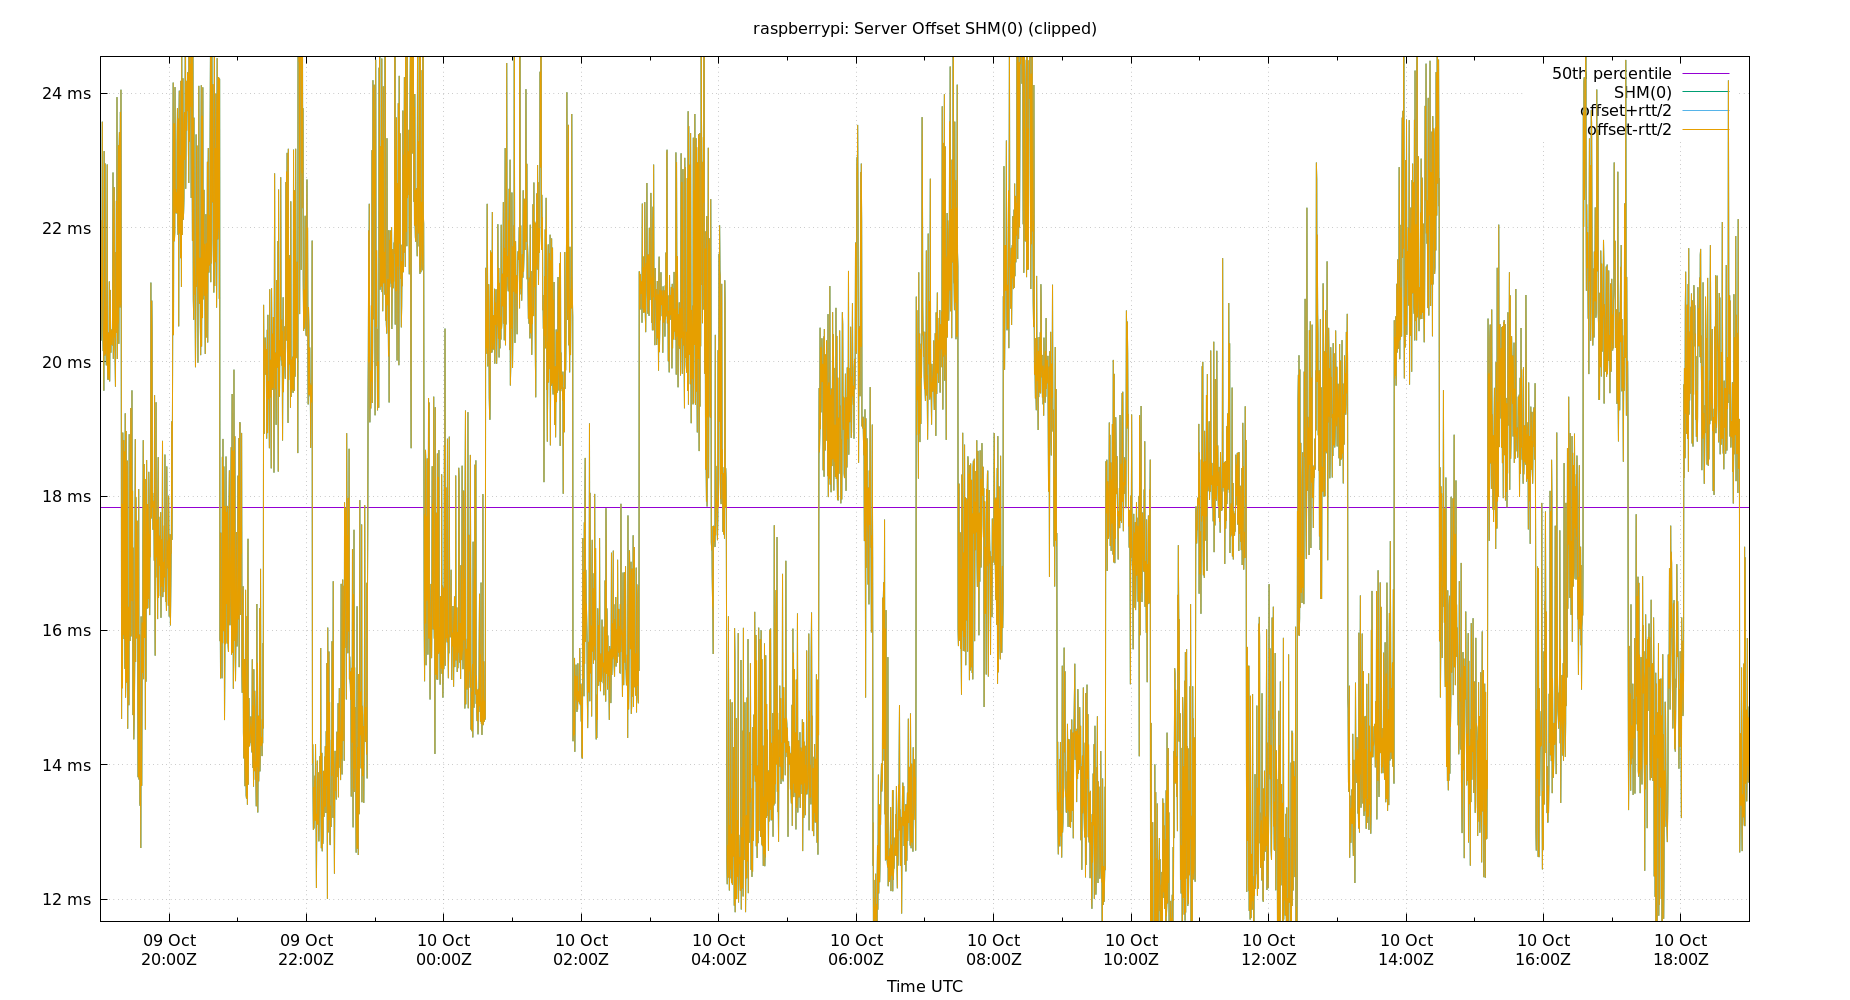 raspberrypi: Server Offset SHM(0) (clipped)
50th percentile
SHM(0)
offset+rtt/2
offset-rtt/2
24 ms
22 ms
20 ms
18 ms
16 ms
14 ms
12 ms
09 Oct 09 Oct 10 Oct 10 Oct 10 Oct 10 Oct 10 Oct 10 Oct 10 Oct 10 Oct 10 Oct 10 Oct
20:00Z 22:00Z 00:00Z 02:00Z 04:00Z 06:00Z 08:00Z 10:00Z 12:00Z 14:00Z 16:00Z 18:00Z
Time UTC